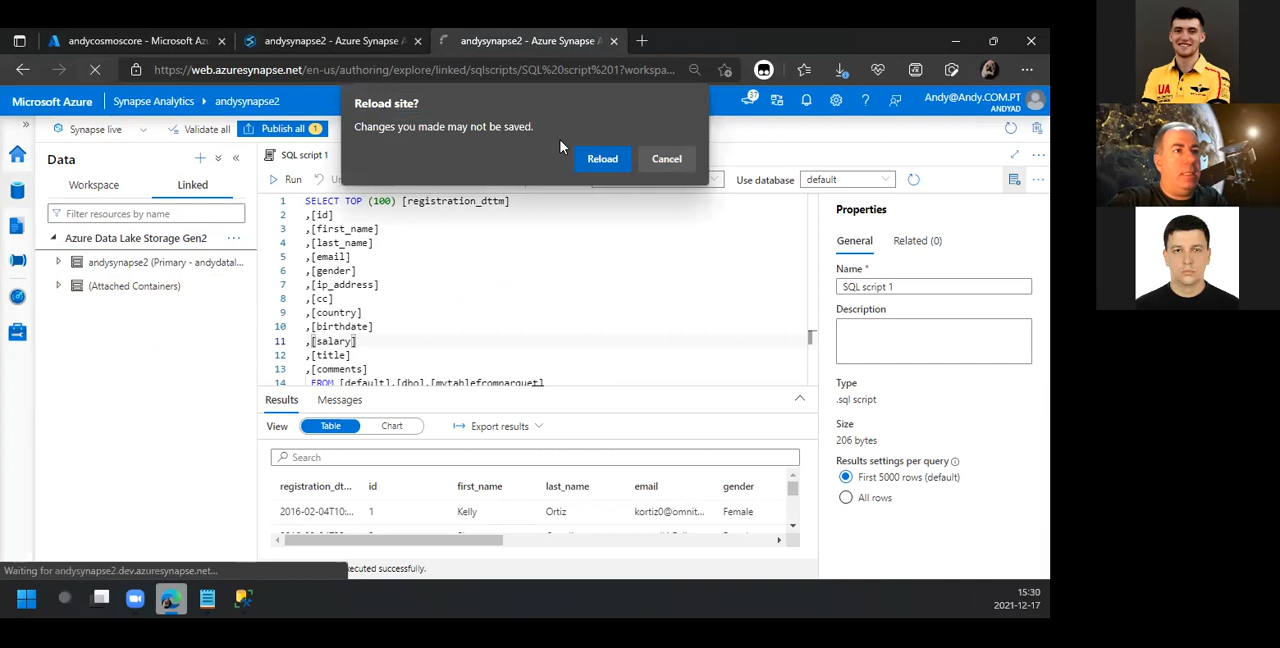 andycosmoscore - Microsoft Az
andysynapse2 - Azure Synapse A
andysynapse2 - Azure Synapse A
https://web.azuresynapse.net/en-us/authoring/explore/linked/sqlscripts/SQL%20script%201?workspa...
Microsoft Azure
Synapse Analytics
andysynapse2
37
Andy@Andy.COM.PT
ANDYAD
Reload site?
Changes you made may not be saved.
Reload
Cancel
Synapse live
Validate all
Publish all
1
SQL script 1
Run
Use database
default
Data
Workspace
Linked
Filter resources by name
Azure Data Lake Storage Gen2
andysynapse2 (Primary - andydatal...
(Attached Containers)
1 SELECT TOP (100) [registration_dttm]
2 ,[id]
3 ,[first_name]
4 ,[last_name]
5 ,[email]
6 ,[gender]
7 ,[ip_address]
8 ,[cc]
9 ,[country]
10 ,[birthdate]
11 ,[salary]
12 ,[title]
13 ,[comments]
14 FROM [default].[dbo].[mytablefromparquet]
Results
Messages
View
Table
Chart
Export results
Search
registration_dt... id first_name last_name email gender
2016-02-04T10:... 1 Kelly Ortiz kortiz0@omnit... Female
Properties
General
Related (0)
Name *
SQL script 1
Description
Type
.sql script
Size
206 bytes
Results settings per query
First 5000 rows (default)
All rows
Waiting for andysynapse2.dev.azuresynapse.net...
xecuted successfully.
15:30
2021-12-17
UA